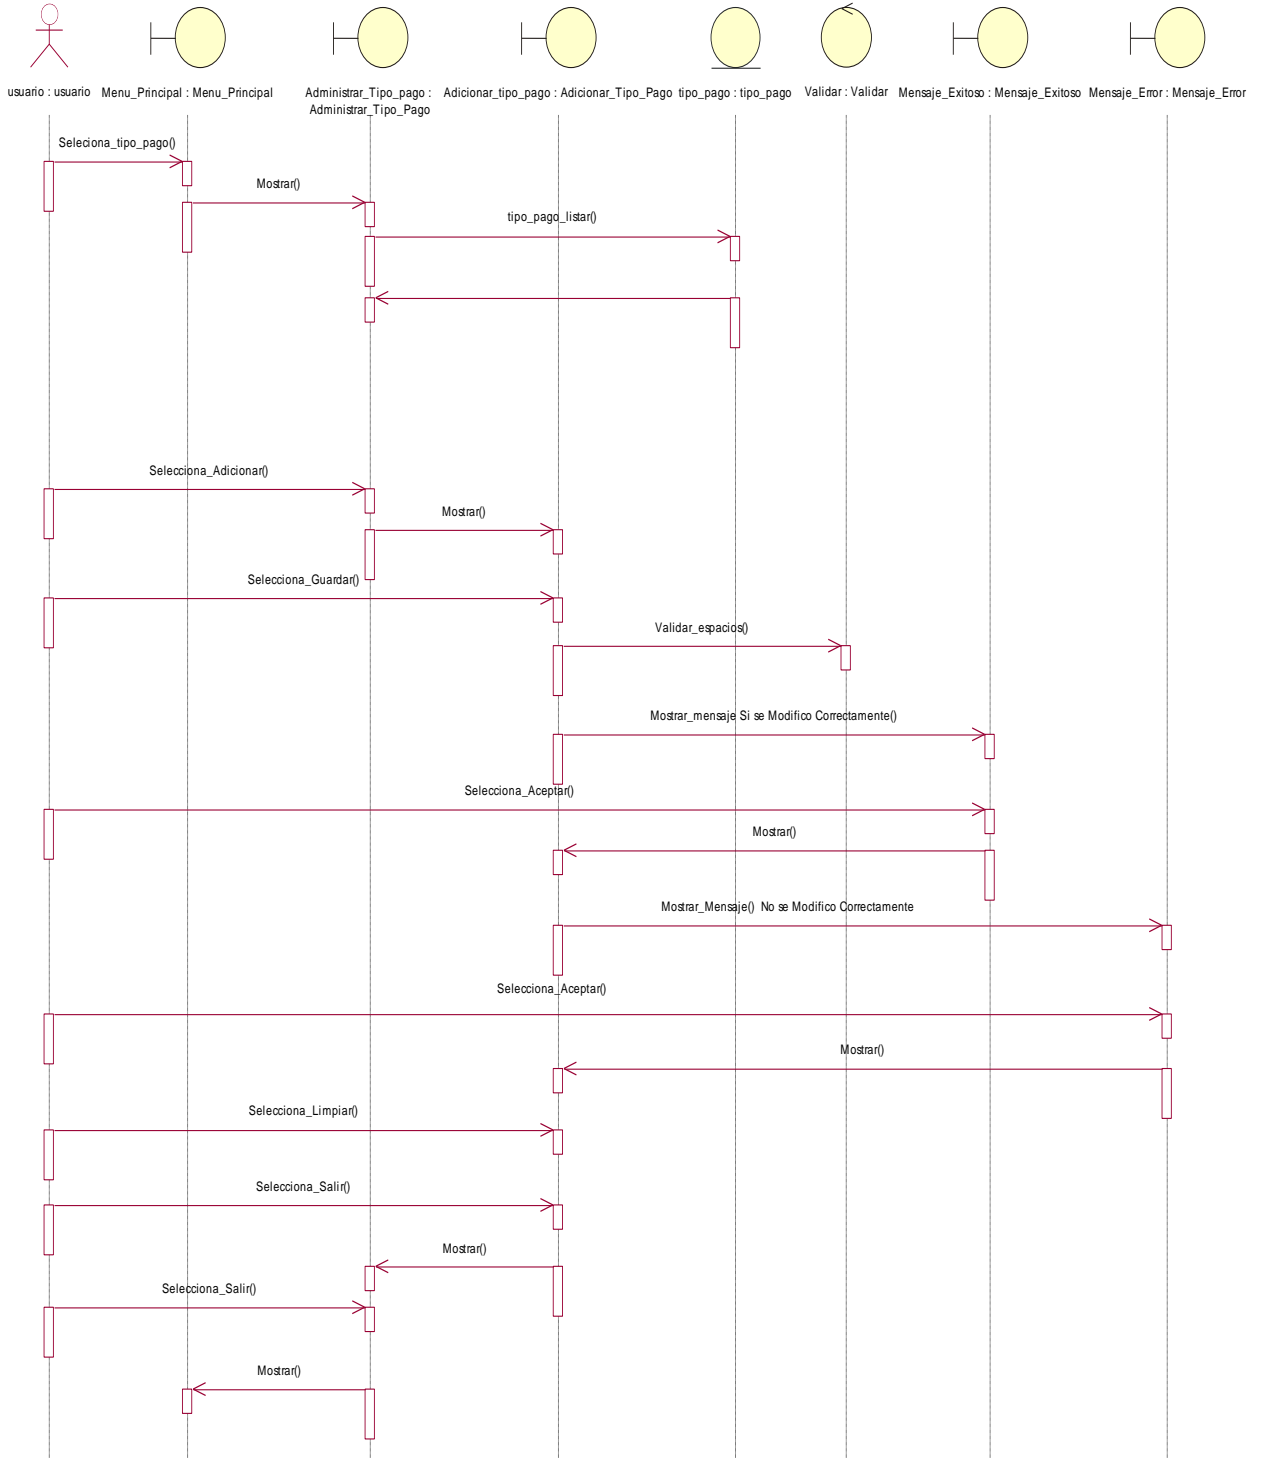 usuario : usuario
Menu_Principal : Menu_Principal
Administrar_Tipo_pago :
Administrar_Tipo_Pago
Adicionar_tipo_pago : Adicionar_Tipo_Pago
tipo_pago : tipo_pago
Validar : Validar
Mensaje_Exitoso : Mensaje_Exitoso
Mensaje_Error : Mensaje_Error
Seleciona_tipo_pago()
Mostrar()
tipo_pago_listar()
Selecciona_Adicionar()
Mostrar()
Selecciona_Guardar()
Validar_espacios()
Mostrar_mensaje Si se Modifico Correctamente()
Selecciona_Aceptar()
Mostrar()
Mostrar_Mensaje() No se Modifico Correctamente
Selecciona_Aceptar()
Mostrar()
Selecciona_Limpiar()
Selecciona_Salir()
Mostrar()
Selecciona_Salir()
Mostrar()